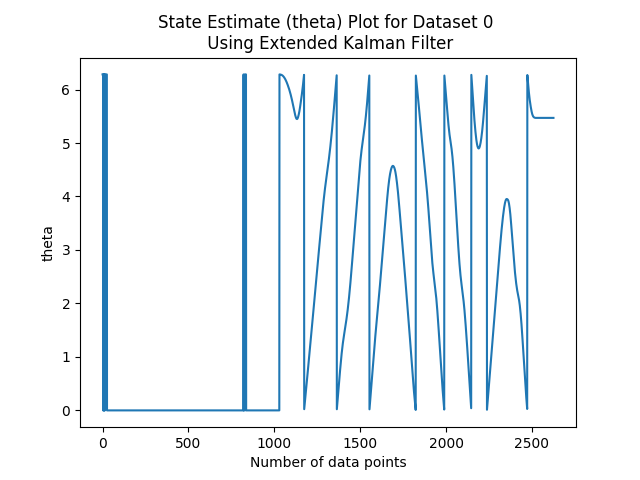 State Estimate (theta) Plot for Dataset 0
Using Extended Kalman Filter
6
5
4
3
2
1
0
theta
0 500 1000 1500 2000 2500
Number of data points